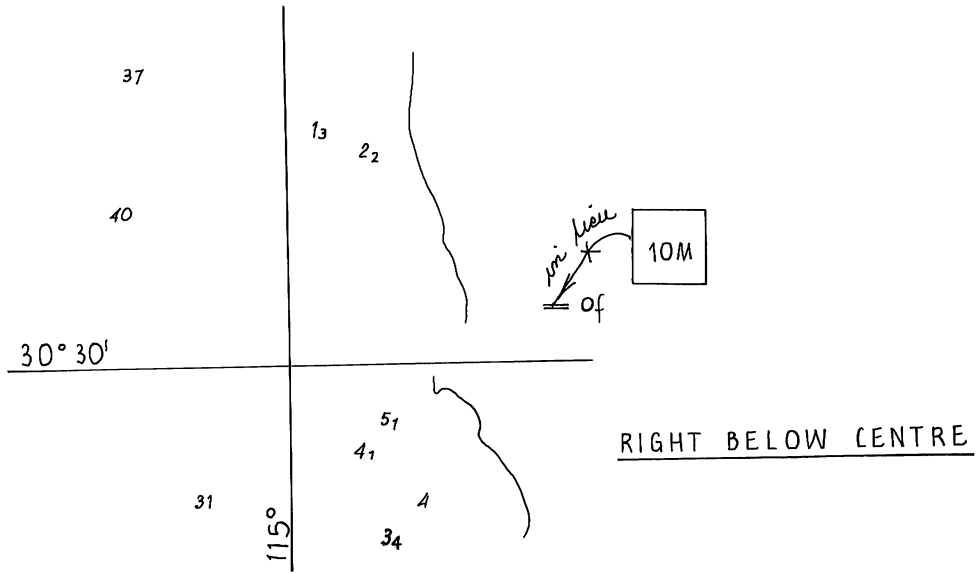 37
1₃
2₂
40
in lieu
10M
Of
30° 30'
5₁
RIGHT BELOW CENTRE
4₁
31
4
3₄
115°